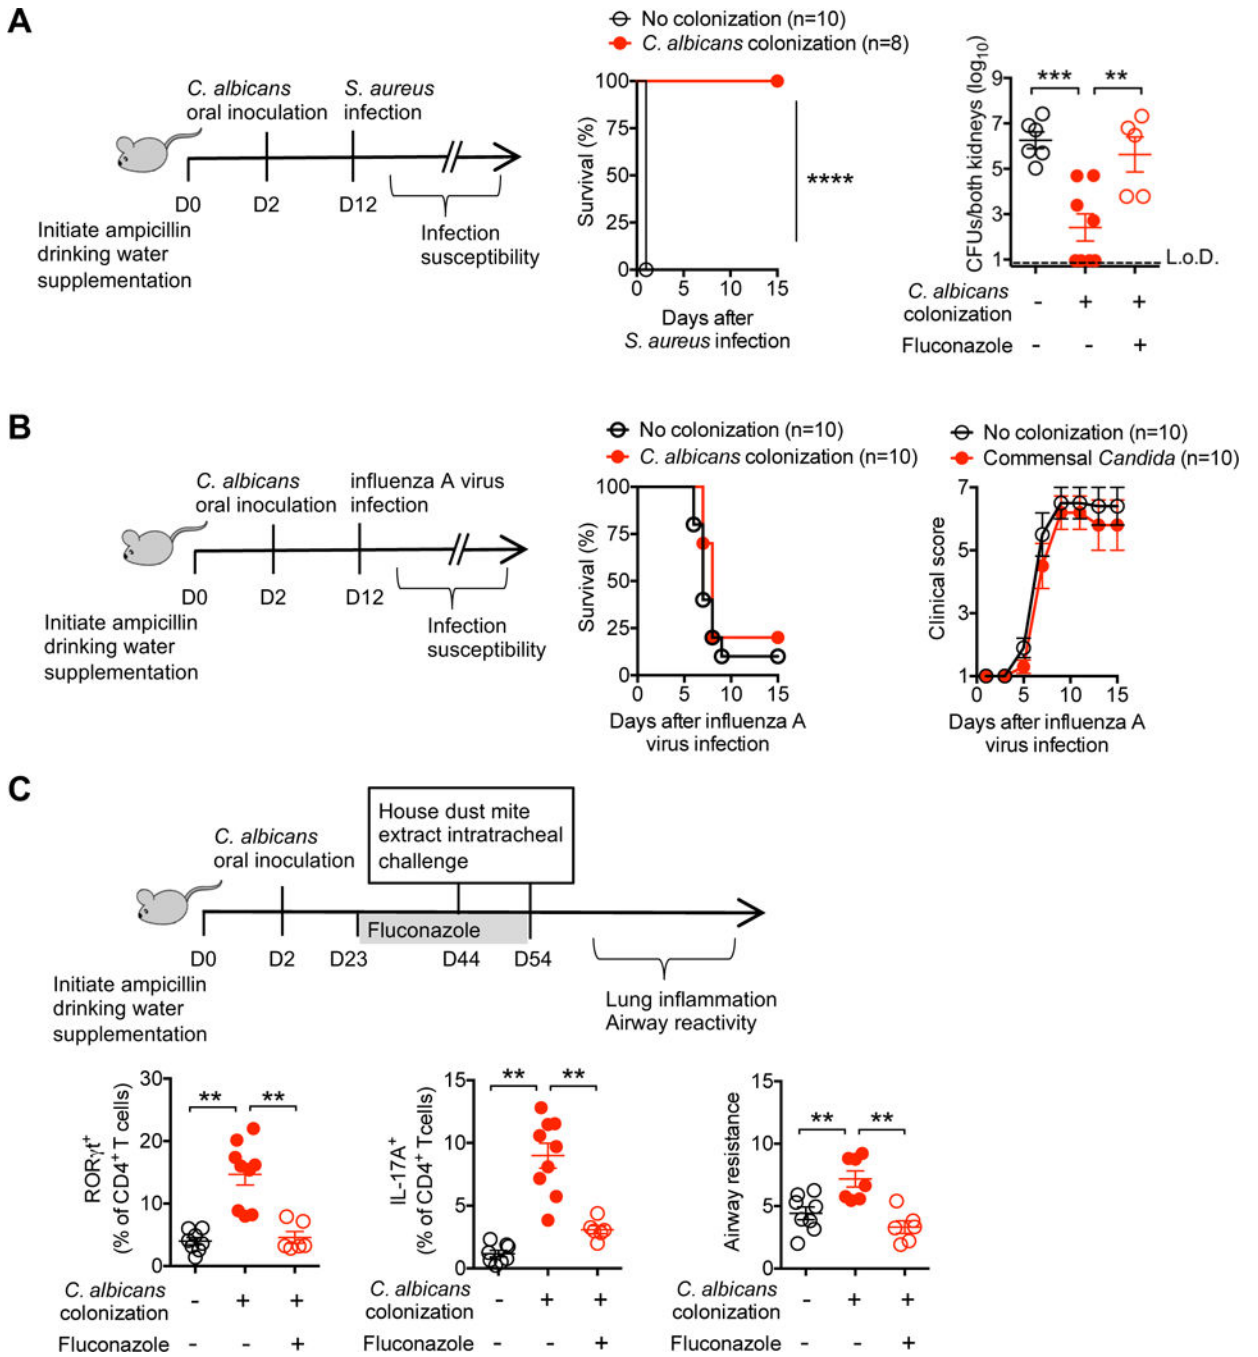 A
C. albicans
oral inoculation
S. aureus
infection
D0
D2
D12
Initiate ampicillin
drinking water
supplementation
Infection
susceptibility
No colonization (n=10)
C. albicans colonization (n=8)
Survival (%)
100
75
50
25
0
0
5
10
15
****
Days after
S. aureus infection
CFUs/both kidneys (log10)
9
7
5
3
1
***
**
L.o.D.
C. albicans
colonization
- + +
Fluconazole
- - +
B
C. albicans
oral inoculation
influenza A virus
infection
D0
D2
D12
Initiate ampicillin
drinking water
supplementation
Infection
susceptibility
No colonization (n=10)
C. albicans colonization (n=10)
Survival (%)
100
50
25
0
0
5
10
15
Days after influenza A
virus infection
No colonization (n=10)
Commensal Candida (n=10)
Clinical score
7
5
3
1
0
5
10
15
Days after influenza A
virus infection
C
House dust mite
extract intratracheal
challenge
C. albicans
oral inoculation
Fluconazole
D0
D2
D23
D44
D54
Initiate ampicillin
drinking water
supplementation
Lung inflammation
Airway reactivity
RORγt+
(% of CD4+ T cells)
30
20
10
0
**
**
C. albicans
colonization
- + +
Fluconazole
- - +
IL-17A+
(% of CD4+ Tcells)
15
10
5
0
**
**
C. albicans
colonization
- + +
Fluconazole
- - +
Airway resistance
15
10
5
0
**
**
C. albicans
colonization
- + +
Fluconazole
- - +